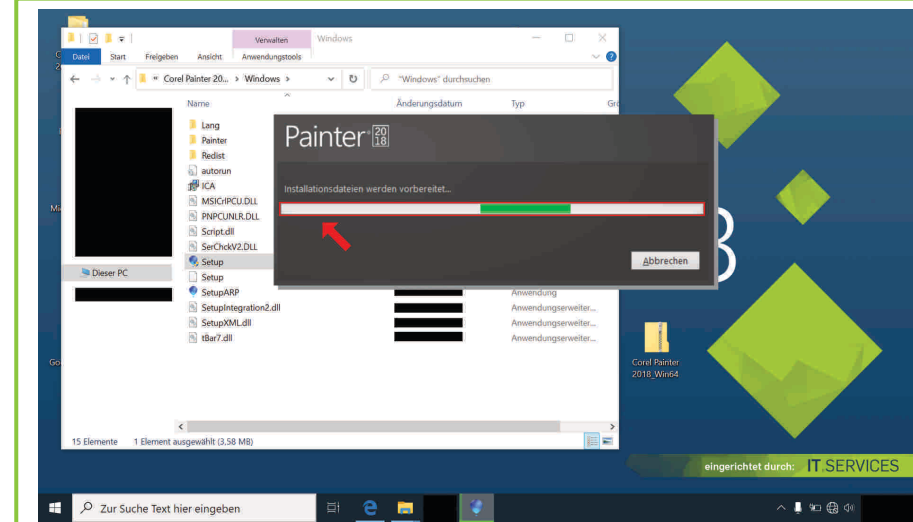 Verwalten
Windows
Datei
Start
Freigeben
Ansicht
Anwendungstools
« Corel Painter 20... > Windows >
"Windows" durchsuchen
Name
Änderungsdatum
Typ
Lang
Painter
Redist
autorun
ICA
MSICrIPCU.DLL
PNPCUNLR.DLL
Script.dll
SerChckV2.DLL
Setup
Setup
SetupARP
Anwendung
SetupIntegration2.dll
Anwendungserweiter...
SetupXML.dll
Anwendungserweiter...
tBar7.dll
Anwendungserweiter...
Dieser PC
15 Elemente
1 Element ausgewählt (3,58 MB)
Painter 2018
Installationsdateien werden vorbereitet...
Abbrechen
Corel Painter
2018_Win64
eingerichtet durch: IT.SERVICES
Zur Suche Text hier eingeben